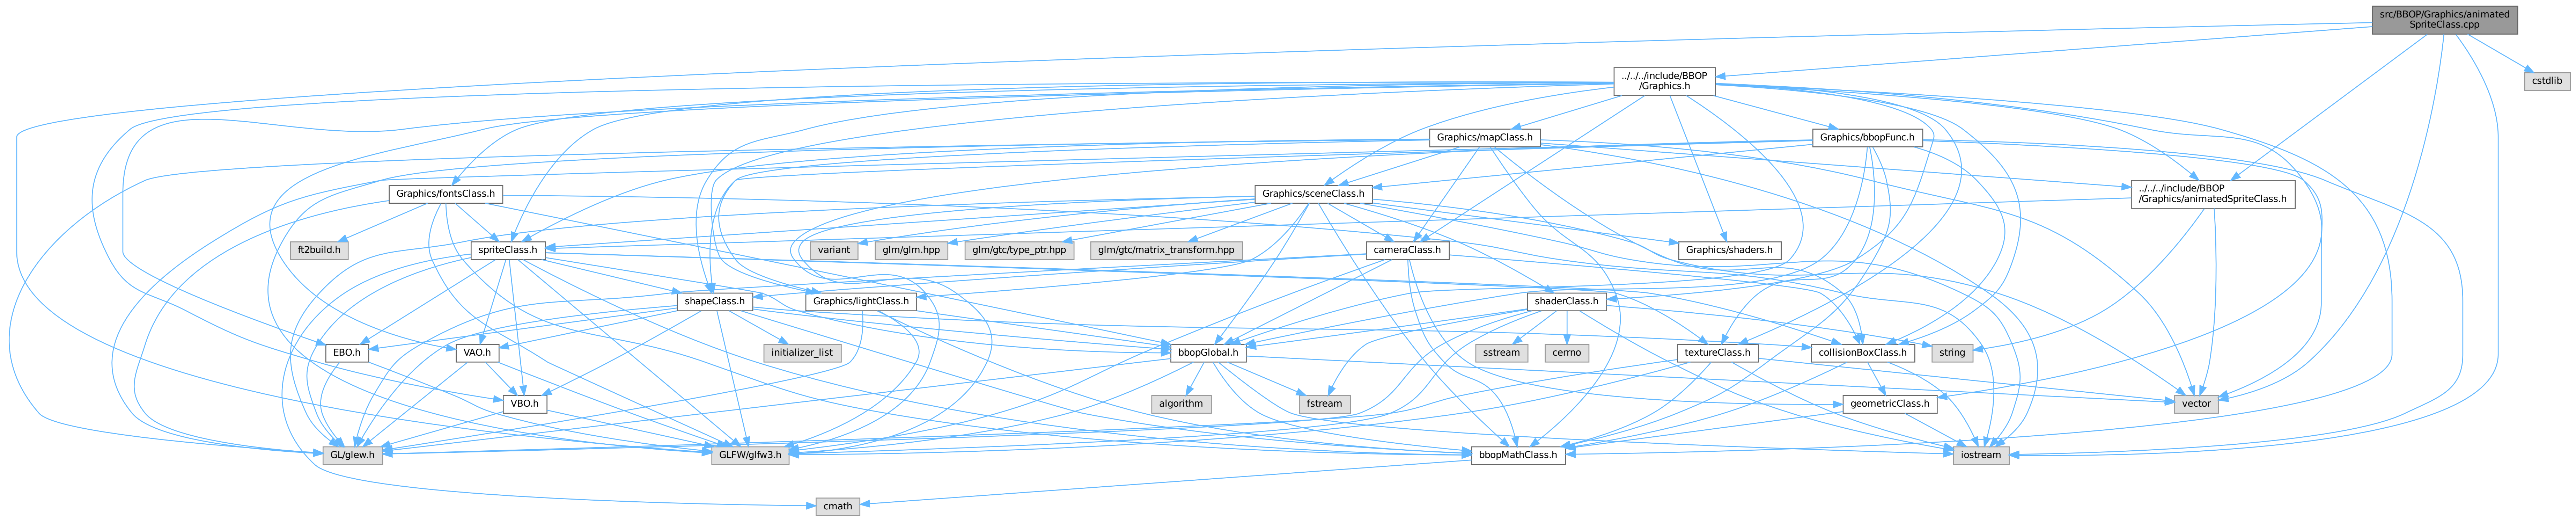 src/BBOP/Graphics/animated
SpriteClass.cpp
../../../include/BBOP
/Graphics.h
cstdlib
Graphics/mapClass.h
Graphics/bbopFunc.h
Graphics/fontsClass.h
Graphics/sceneClass.h
../../../include/BBOP
/Graphics/animatedSpriteClass.h
ft2build.h
spriteClass.h
variant
glm/glm.hpp
glm/gtc/type_ptr.hpp
glm/gtc/matrix_transform.hpp
cameraClass.h
Graphics/shaders.h
shapeClass.h
Graphics/lightClass.h
shaderClass.h
EBO.h
VAO.h
initializer_list
bbopGlobal.h
sstream
cerrno
textureClass.h
collisionBoxClass.h
string
VBO.h
algorithm
fstream
geometricClass.h
vector
GL/glew.h
GLFW/glfw3.h
bbopMathClass.h
iostream
cmath